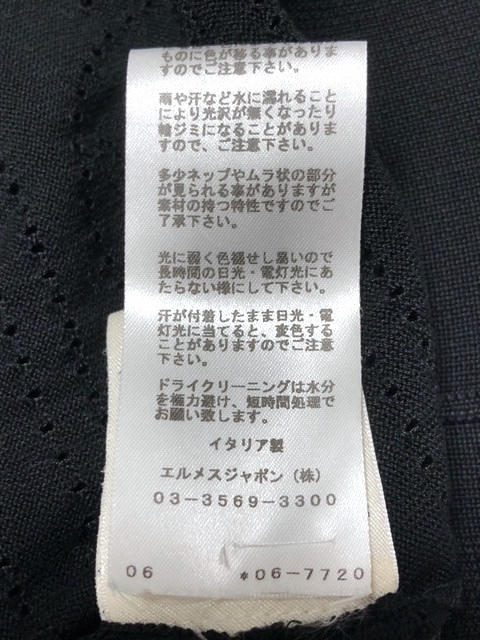 ものに色が移る事がありま
すのでご注意下さい。
雨や汗など水に濡れること
により光沢が無くなったり
輪ジミになることがありま
すので、ご注意下さい。
多少ネップやムラ状の部分
が見られる事がありますが
素材の持つ特性ですのでご
了承下さい。
光に弱く色褪せし易いので
長時間の日光・電灯光にあ
たらない様にして下さい。
汗が付着したまま日光・電
灯光に当てると、変色する
ことがありますのでご注意
下さい。
ドライクリーニングは水分
を極力避け、短時間処理で
お願い致します。
イタリア製
エルメスジャポン（株）
03-3569-3300
06 *06-7720